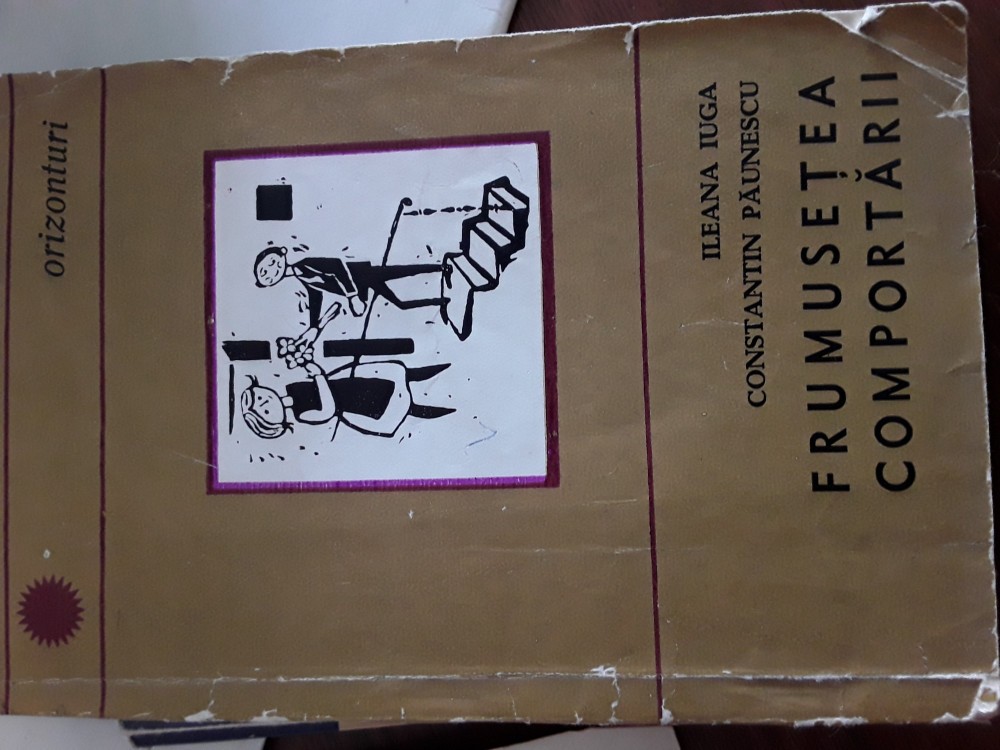 orizonturi
ILEANA IUGA
CONSTANTIN PĂUNESCU
FRUMUSEȚEA
COMPORTĂRII